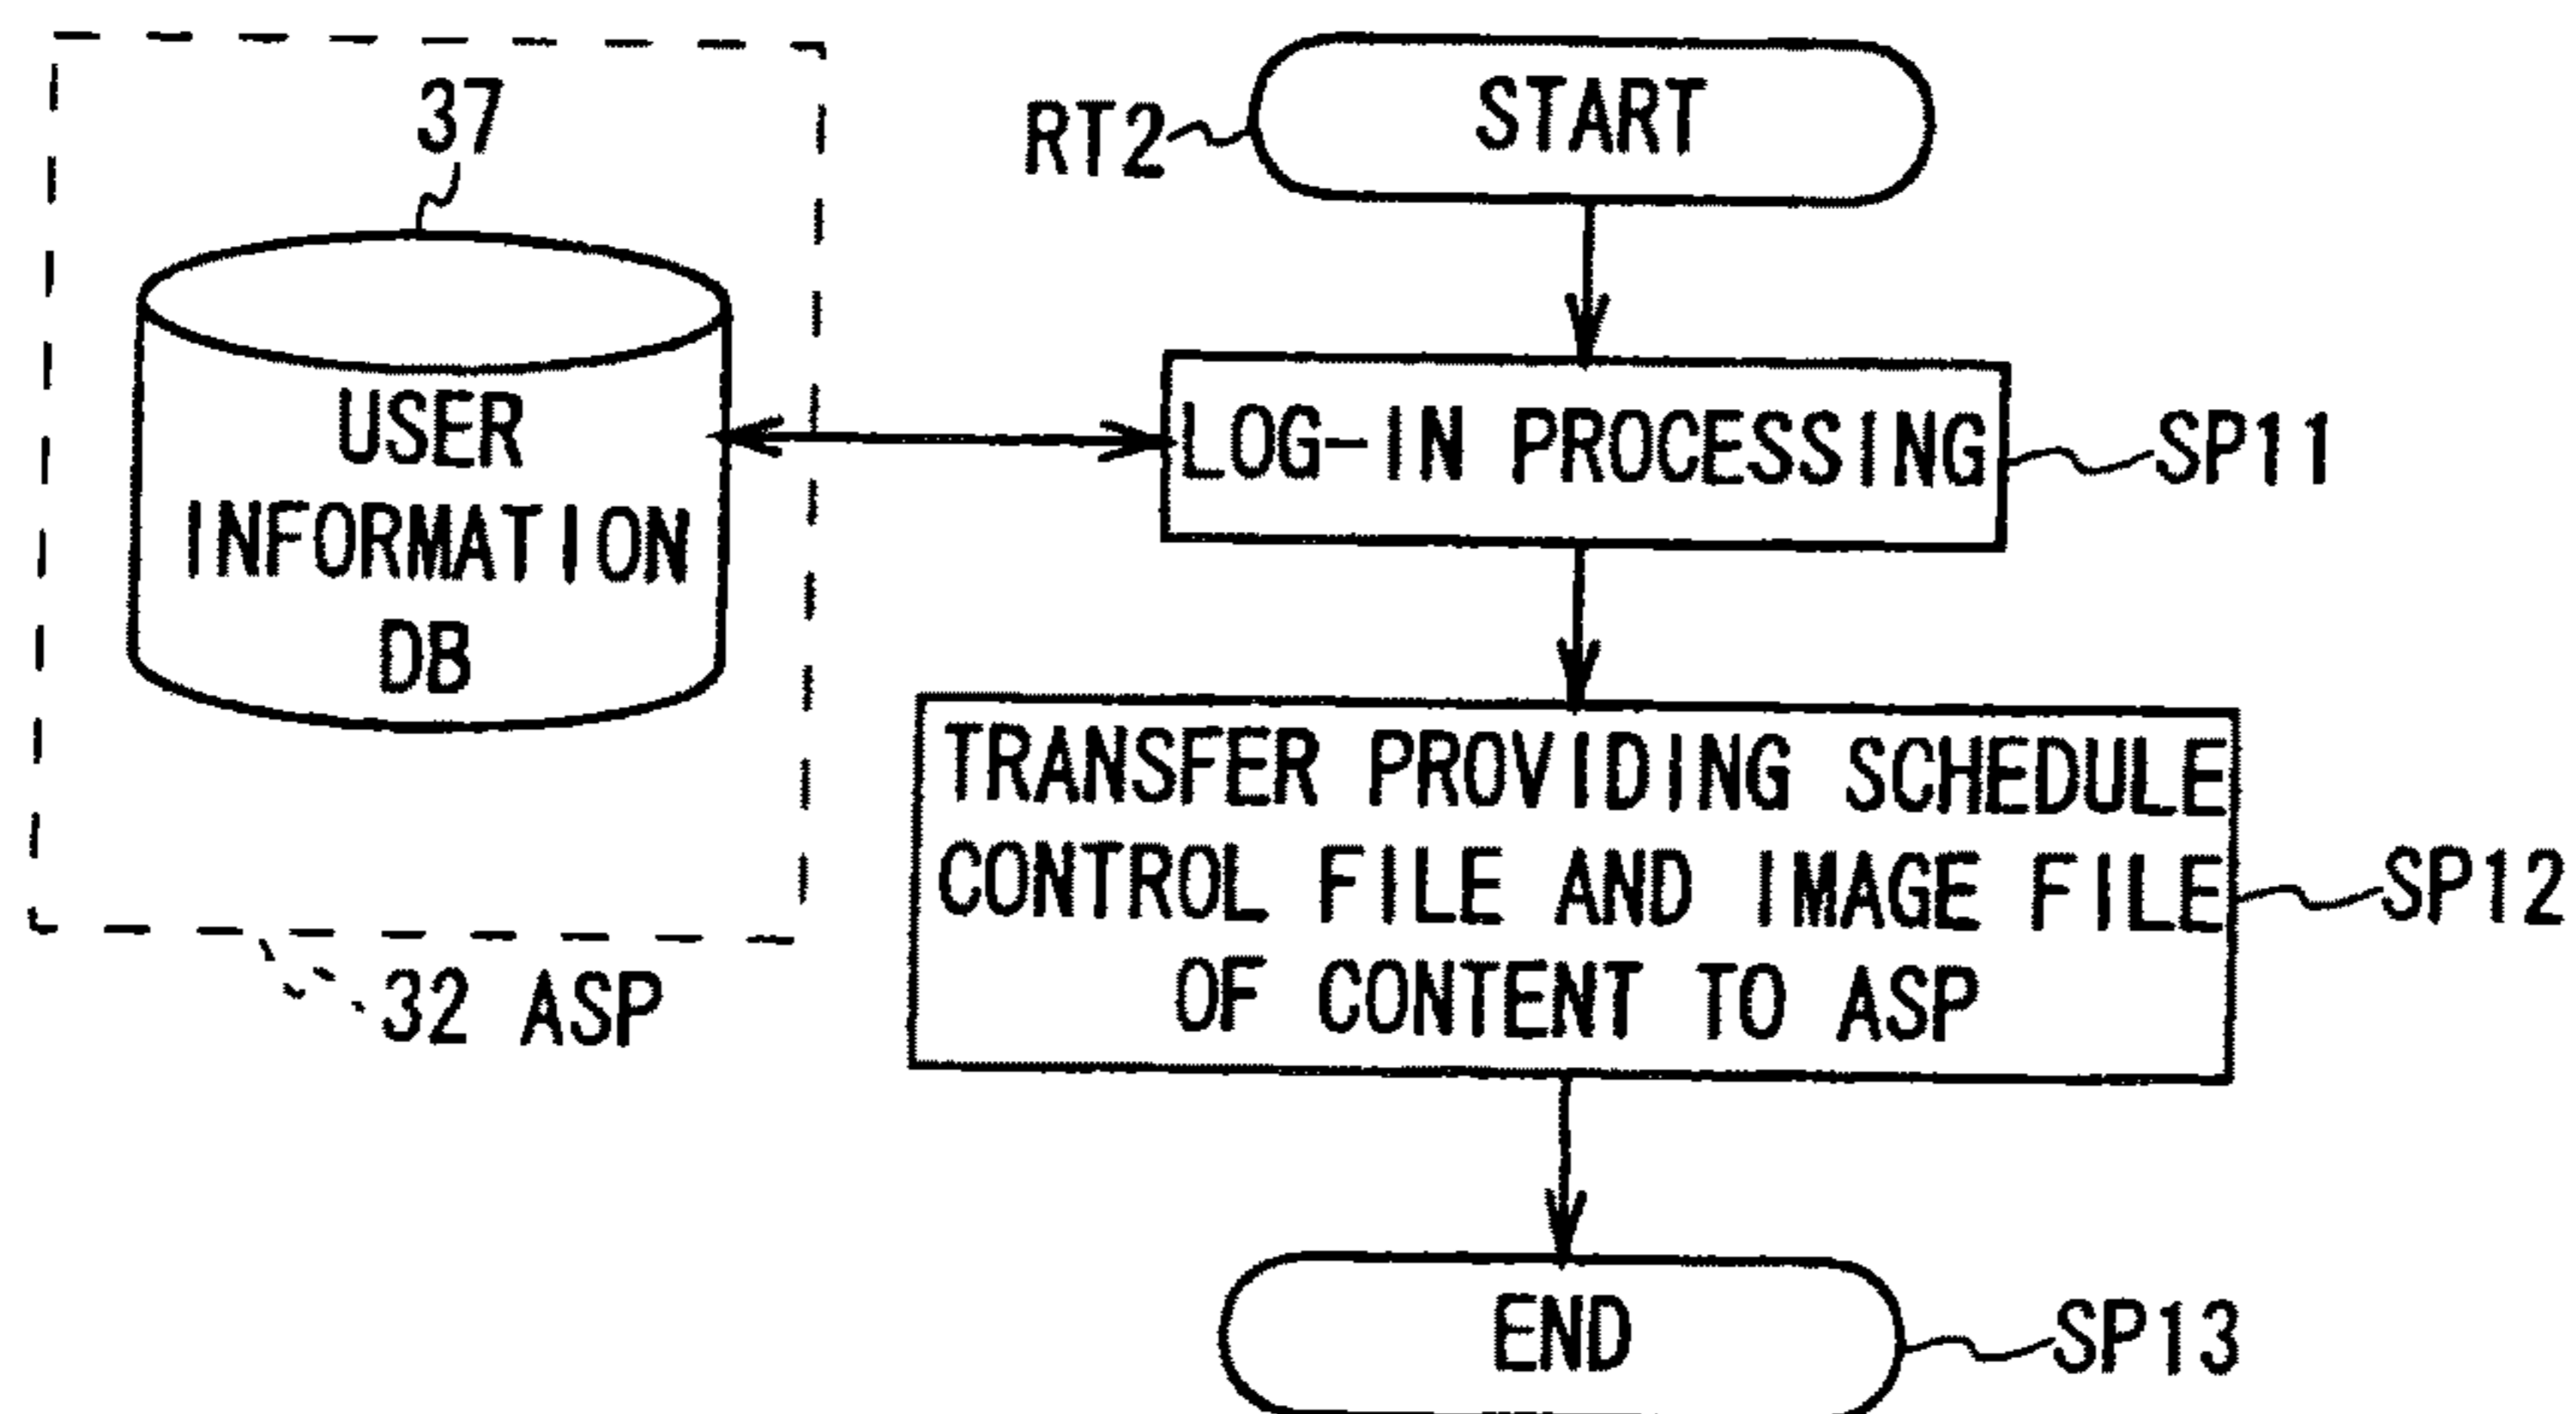 37
USER
INFORMATION
DB
32 ASP
RT2
START
LOG-IN PROCESSING
SP11
TRANSFER PROVIDING SCHEDULE
CONTROL FILE AND IMAGE FILE
OF CONTENT TO ASP
SP12
END
SP13